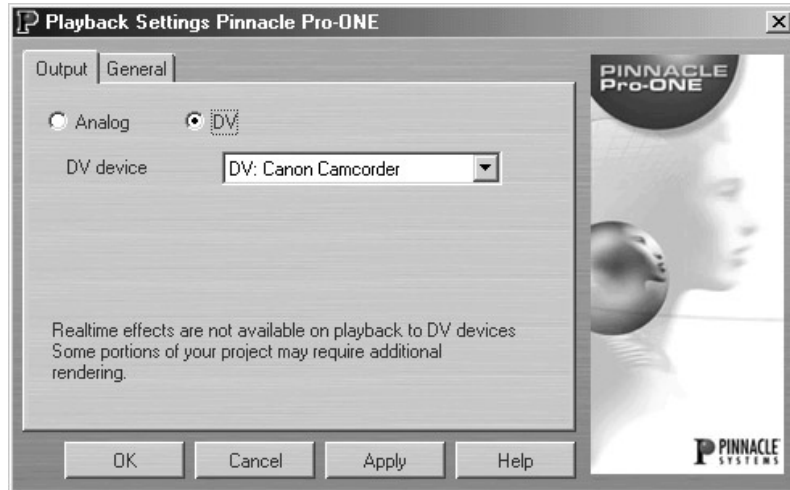 Playback Settings Pinnacle Pro-ONE
Output General
PINNACLE
Pro-ONE
Analog DV
DV device DV: Canon Camcorder
Realtime effects are not available on playback to DV devices
Some portions of your project may require additional
rendering.
OK Cancel Apply Help
PINNACLE
SYSTEMS